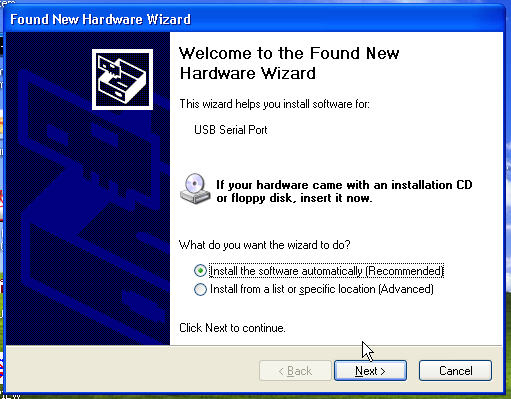 Found New Hardware Wizard
Welcome to the Found New
Hardware Wizard
This wizard helps you install software for:
USB Serial Port
If your hardware came with an installation CD
or floppy disk, insert it now.
What do you want the wizard to do?
Install the software automatically (Recommended)
Install from a list or specific location (Advanced)
Click Next to continue.
< Back Next > Cancel